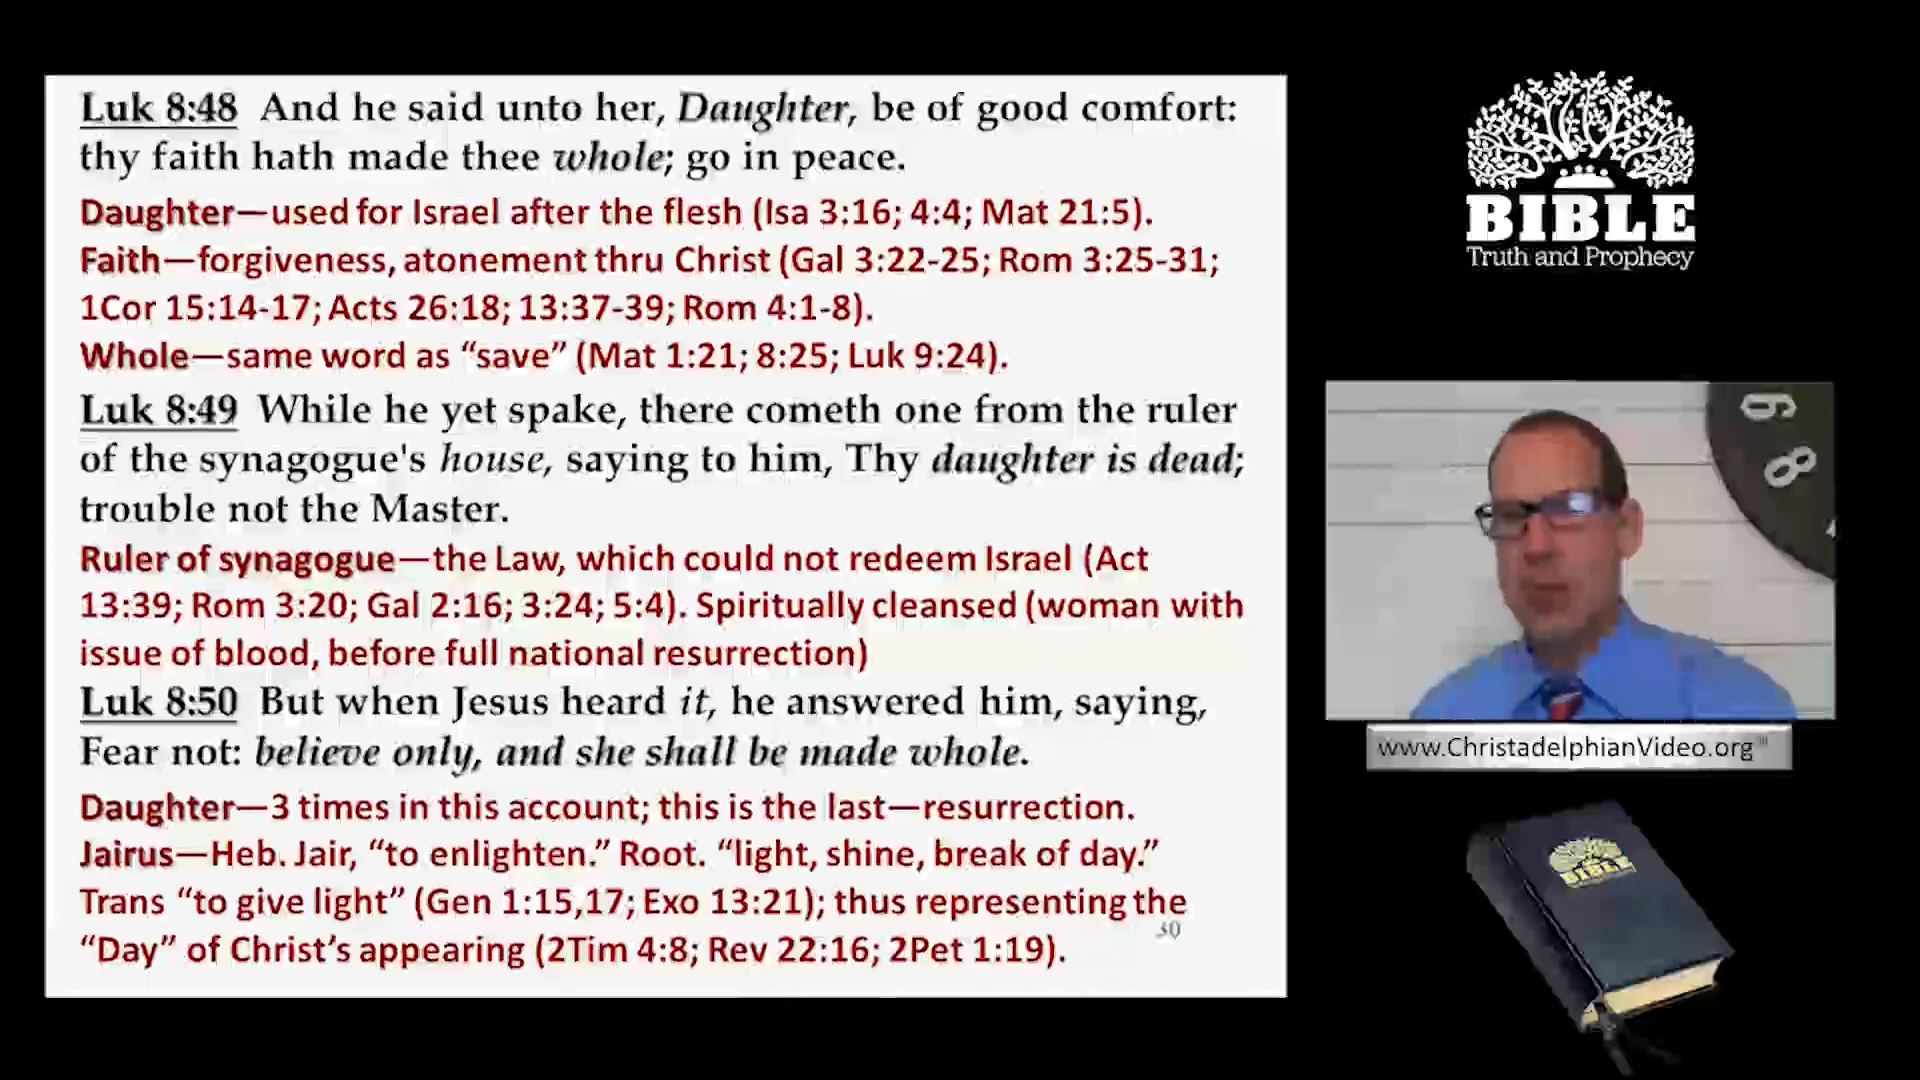 Luk 8:48 And he said unto her, Daughter, be of good comfort:
thy faith hath made thee whole; go in peace.
Daughter—used for Israel after the flesh (Isa 3:16; 4:4; Mat 21:5).
Faith—forgiveness, atonement thru Christ (Gal 3:22-25; Rom 3:25-31;
1Cor 15:14-17; Acts 26:18; 13:37-39; Rom 4:1-8).
Whole—same word as “save” (Mat 1:21; 8:25; Luk 9:24).
Luk 8:49 While he yet spake, there cometh one from the ruler
of the synagogue's house, saying to him, Thy daughter is dead;
trouble not the Master.
Ruler of synagogue—the Law, which could not redeem Israel (Act
13:39; Rom 3:20; Gal 2:16; 3:24; 5:4). Spiritually cleansed (woman with
issue of blood, before full national resurrection)
Luk 8:50 But when Jesus heard it, he answered him, saying,
Fear not: believe only, and she shall be made whole.
Daughter—3 times in this account; this is the last—resurrection.
Jairus—Heb. Jair, “to enlighten.” Root. “light, shine, break of day.”
Trans “to give light” (Gen 1:15,17; Exo 13:21); thus representing the
“Day” of Christ’s appearing (2Tim 4:8; Rev 22:16; 2Pet 1:19).
30
BIBLE
Truth and Prophecy
9
8
www.ChristadelphianVideo.org™
BIBLE